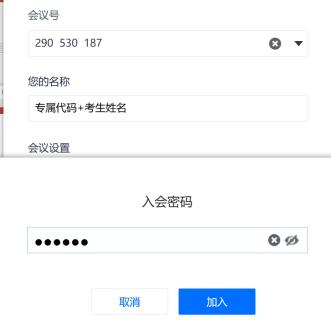 会议号
290 530 187
您的名称
专属代码+考生姓名
会议设置
入会密码
●●●●●●
取消 加入